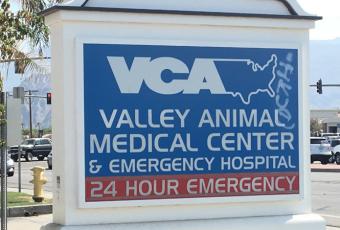 VCA
VALLEY ANIMAL
MEDICAL CENTER
& EMERGENCY HOSPITAL
24 HOUR EMERGENCY